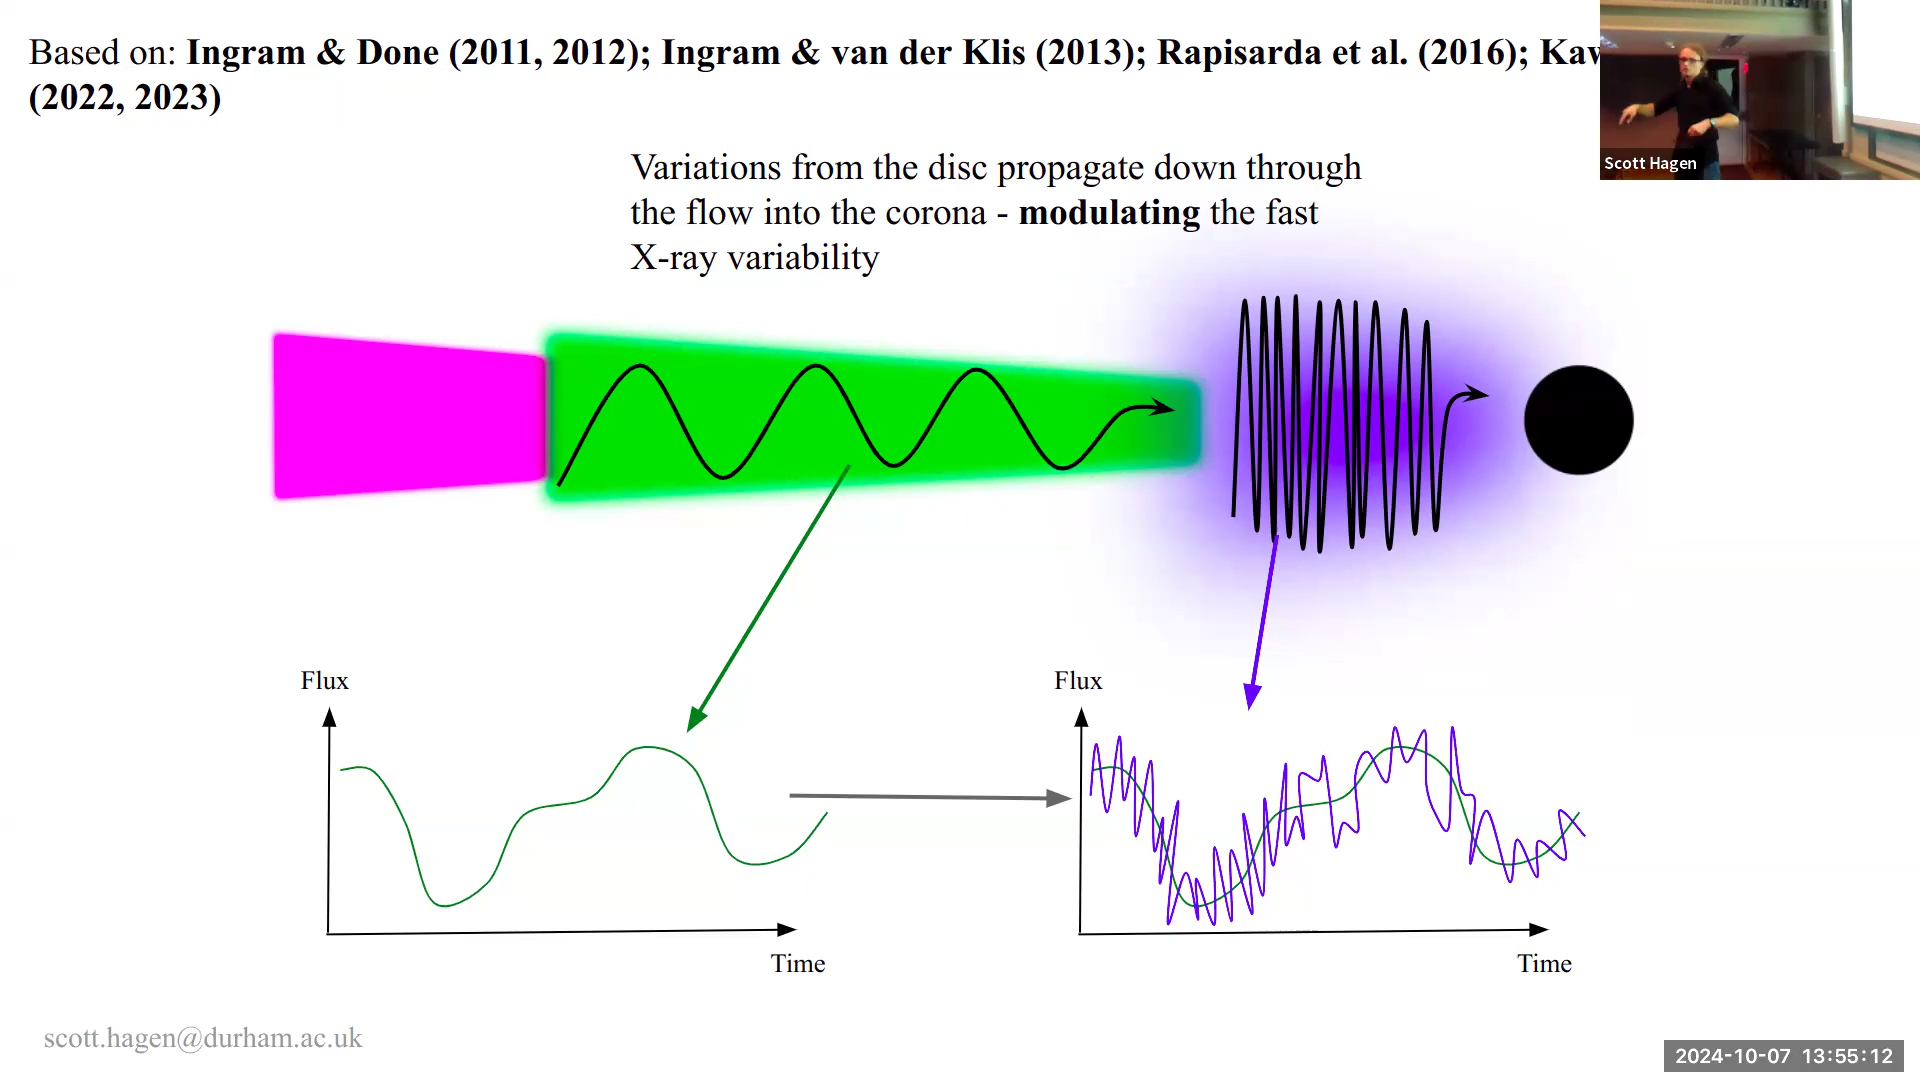 Based on: Ingram & Done (2011, 2012); Ingram & van der Klis (2013); Rapisarda et al. (2016);
(2022, 2023)
Scott Hagen
Variations from the disc propagate down through
the flow into the corona - modulating the fast
X-ray variability
Flux
Flux
Time
Time
scott.hagen@durham.ac.uk
2024-10-07 13:55:12